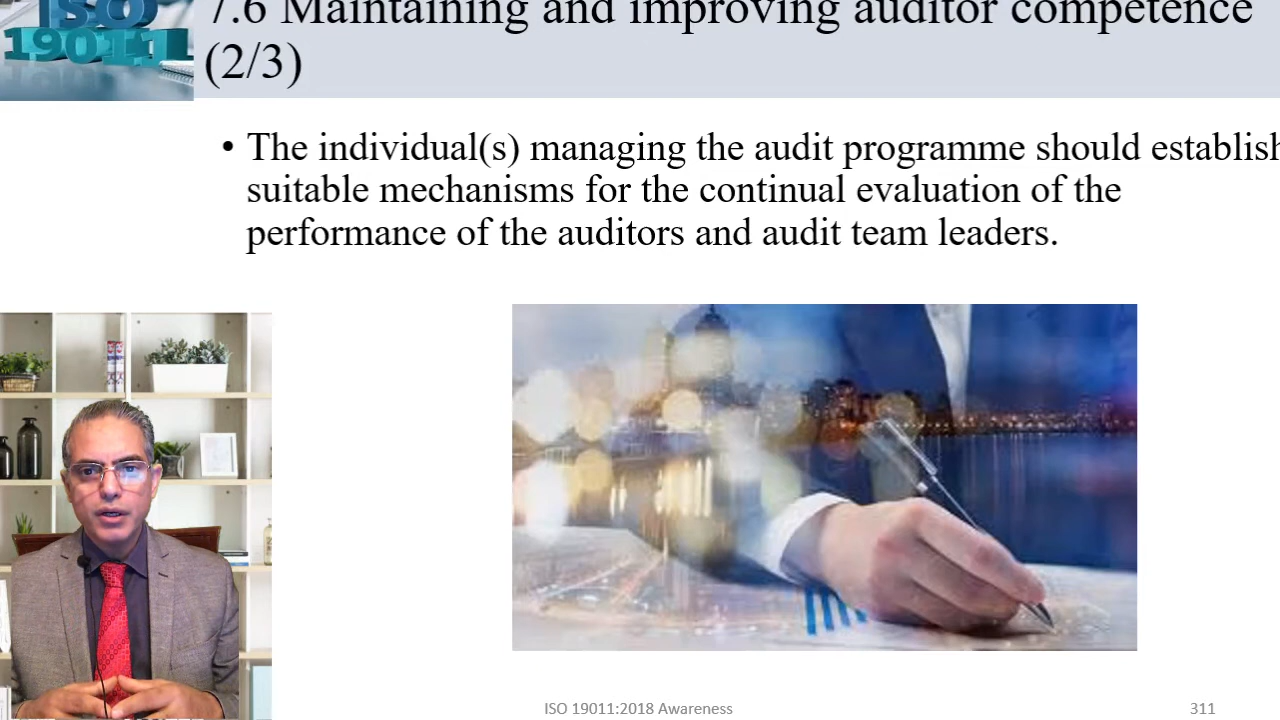 ISO
19011
7.6 Maintaining and improving auditor competence
(2/3)
• The individual(s) managing the audit programme should establish
suitable mechanisms for the continual evaluation of the
performance of the auditors and audit team leaders.
ISO 19011:2018 Awareness
311